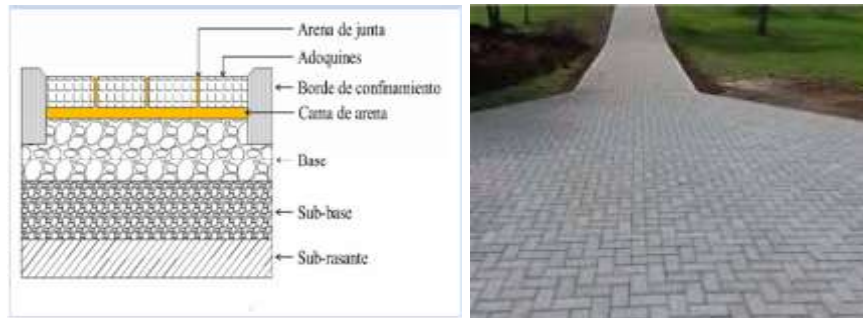 Arena de junta
Adoquines
Borde de confinamiento
Cama de arena
Base
Sub-base
Sub-rasante